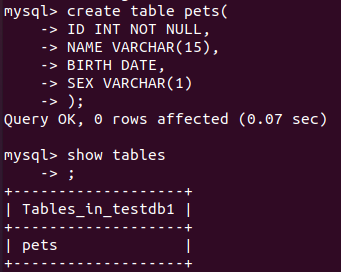 mysql> create table pets(
    -> ID INT NOT NULL,
    -> NAME VARCHAR(15),
    -> BIRTH DATE,
    -> SEX VARCHAR(1)
    -> );
Query OK, 0 rows affected (0.07 sec)

mysql> show tables
    -> ;
+-------------------+
| Tables_in_testdb1 |
+-------------------+
| pets              |
+-------------------+